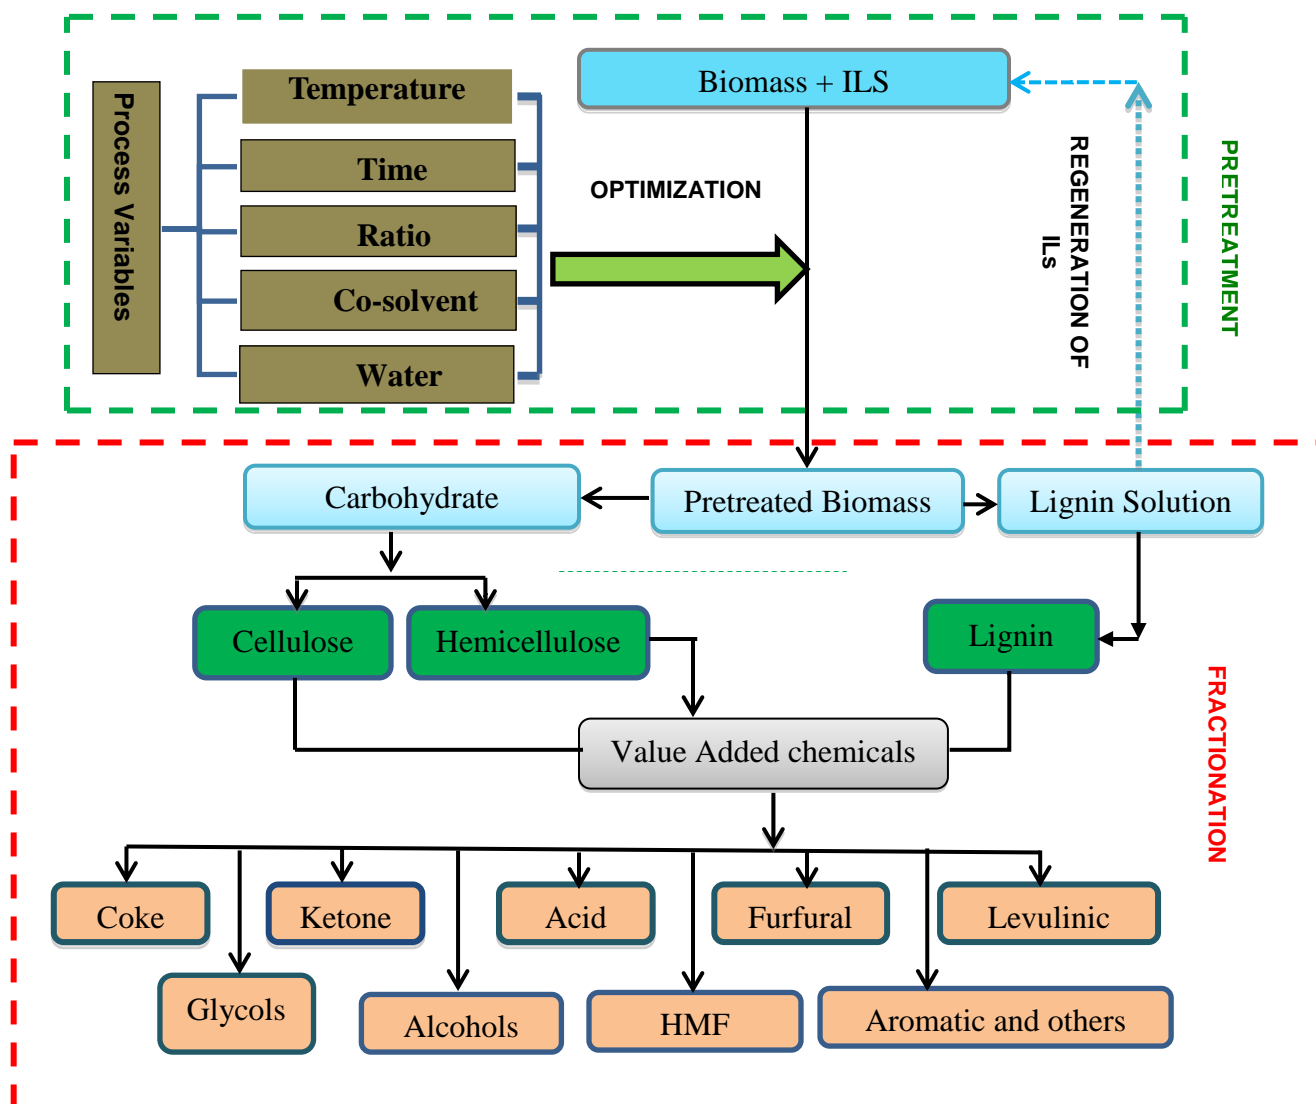 Process Variables
Temperature
Time
Ratio
Co-solvent
Water
OPTIMIZATION
Biomass + ILS
REGENERATION OF
ILs
PRETREATMENT
Carbohydrate
Pretreated Biomass
Lignin Solution
Cellulose
Hemicellulose
Lignin
Value Added chemicals
FRACTIONATION
Coke
Ketone
Acid
Furfural
Levulinic
Glycols
Alcohols
HMF
Aromatic and others